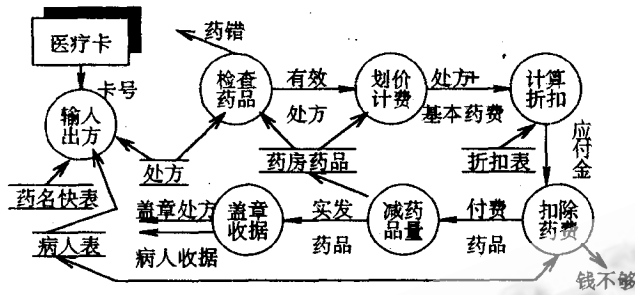 医疗卡
药错
卡号
检查
药品
有效
处方
划价
计费
处方+
基本药费
计算
折扣
输人
出方
应付金
处方
药房药品
折扣表
药名快表
盖章处方
病人收据
盖章
收据
实发
药品
减药
品量
付费
药品
扣除
药费
病人表
钱不够